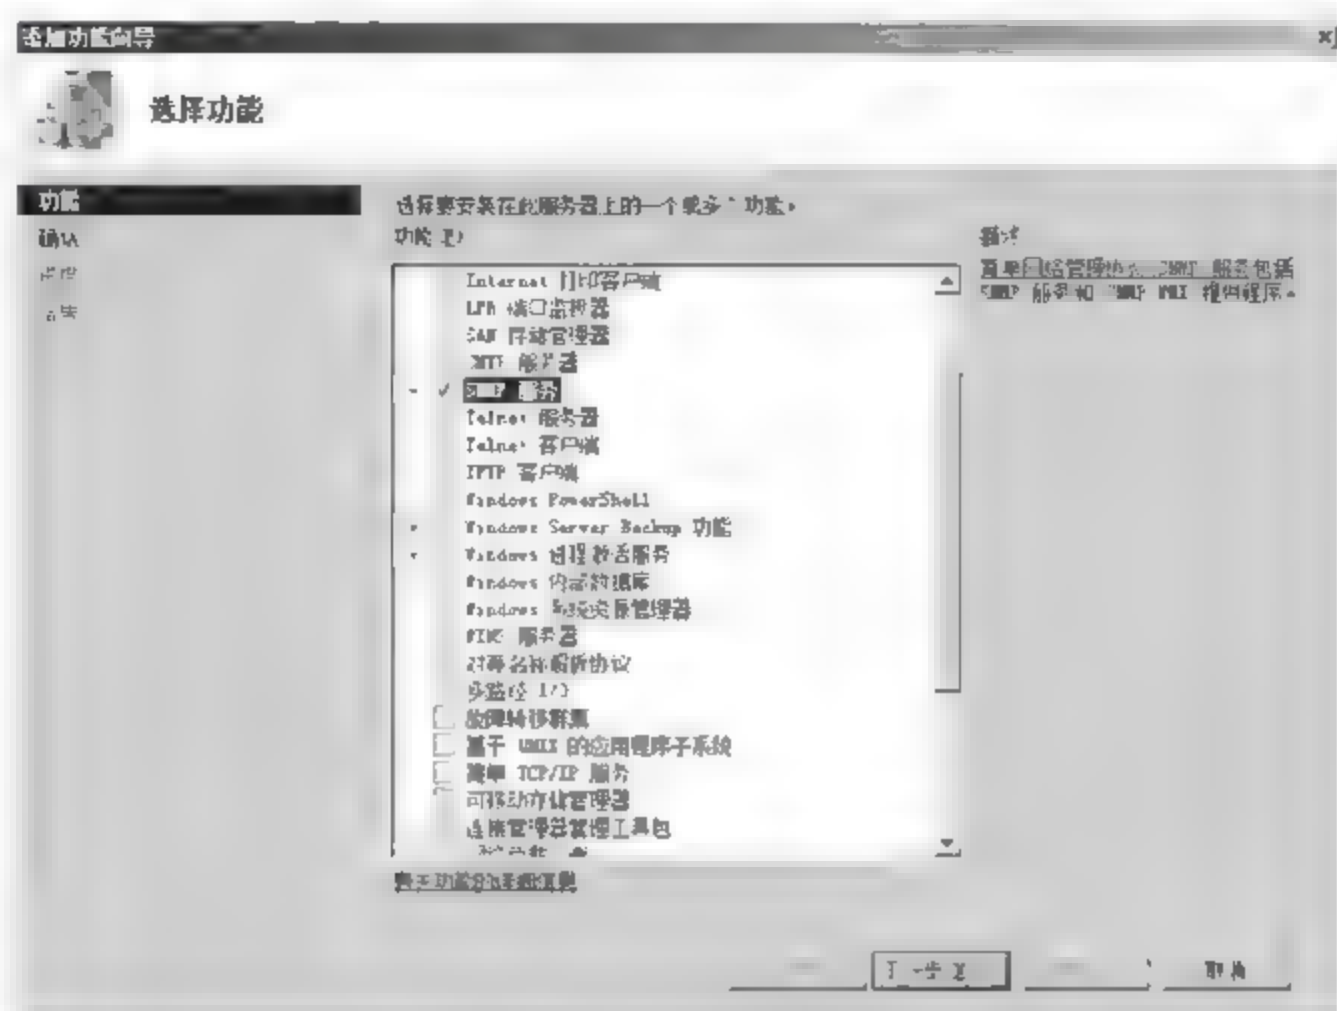 添加功能向导
选择功能
功能
确认
选择要安装在此服务器上的一个或多个功能。
功能
描述
Internet 打印客户端
简单网络管理协议 SNMP 服务包括
LPR 端口监视器
SNMP 服务和 SNMP WMI 提供程序。
SAN 存储管理器
SMTP 服务器
SNMP 服务
Telnet 服务器
Telnet 客户端
TFTP 客户端
Windows PowerShell
Windows Server Backup 功能
Windows 进程激活服务
Windows 内部数据库
Windows 系统资源管理器
WINS 服务器
对等名称解析协议
多路径 I/O
故障转移群集
基于 UNIX 的应用程序子系统
简单 TCP/IP 服务
可移动存储管理器
连接管理器管理工具包
有关功能的详细信息
下一步
取消